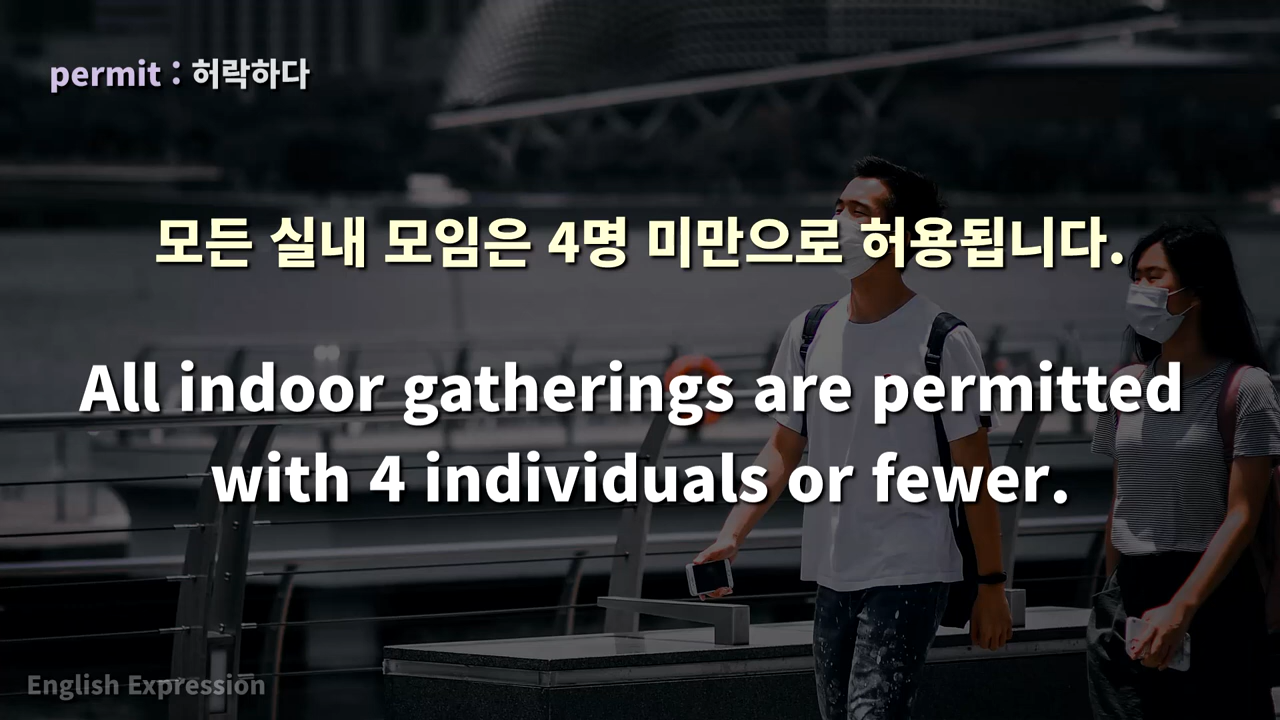 permit : 허락하다
모든 실내 모임은 4명 미만으로 허용됩니다.
All indoor gatherings are permitted
with 4 individuals or fewer.
English Expression